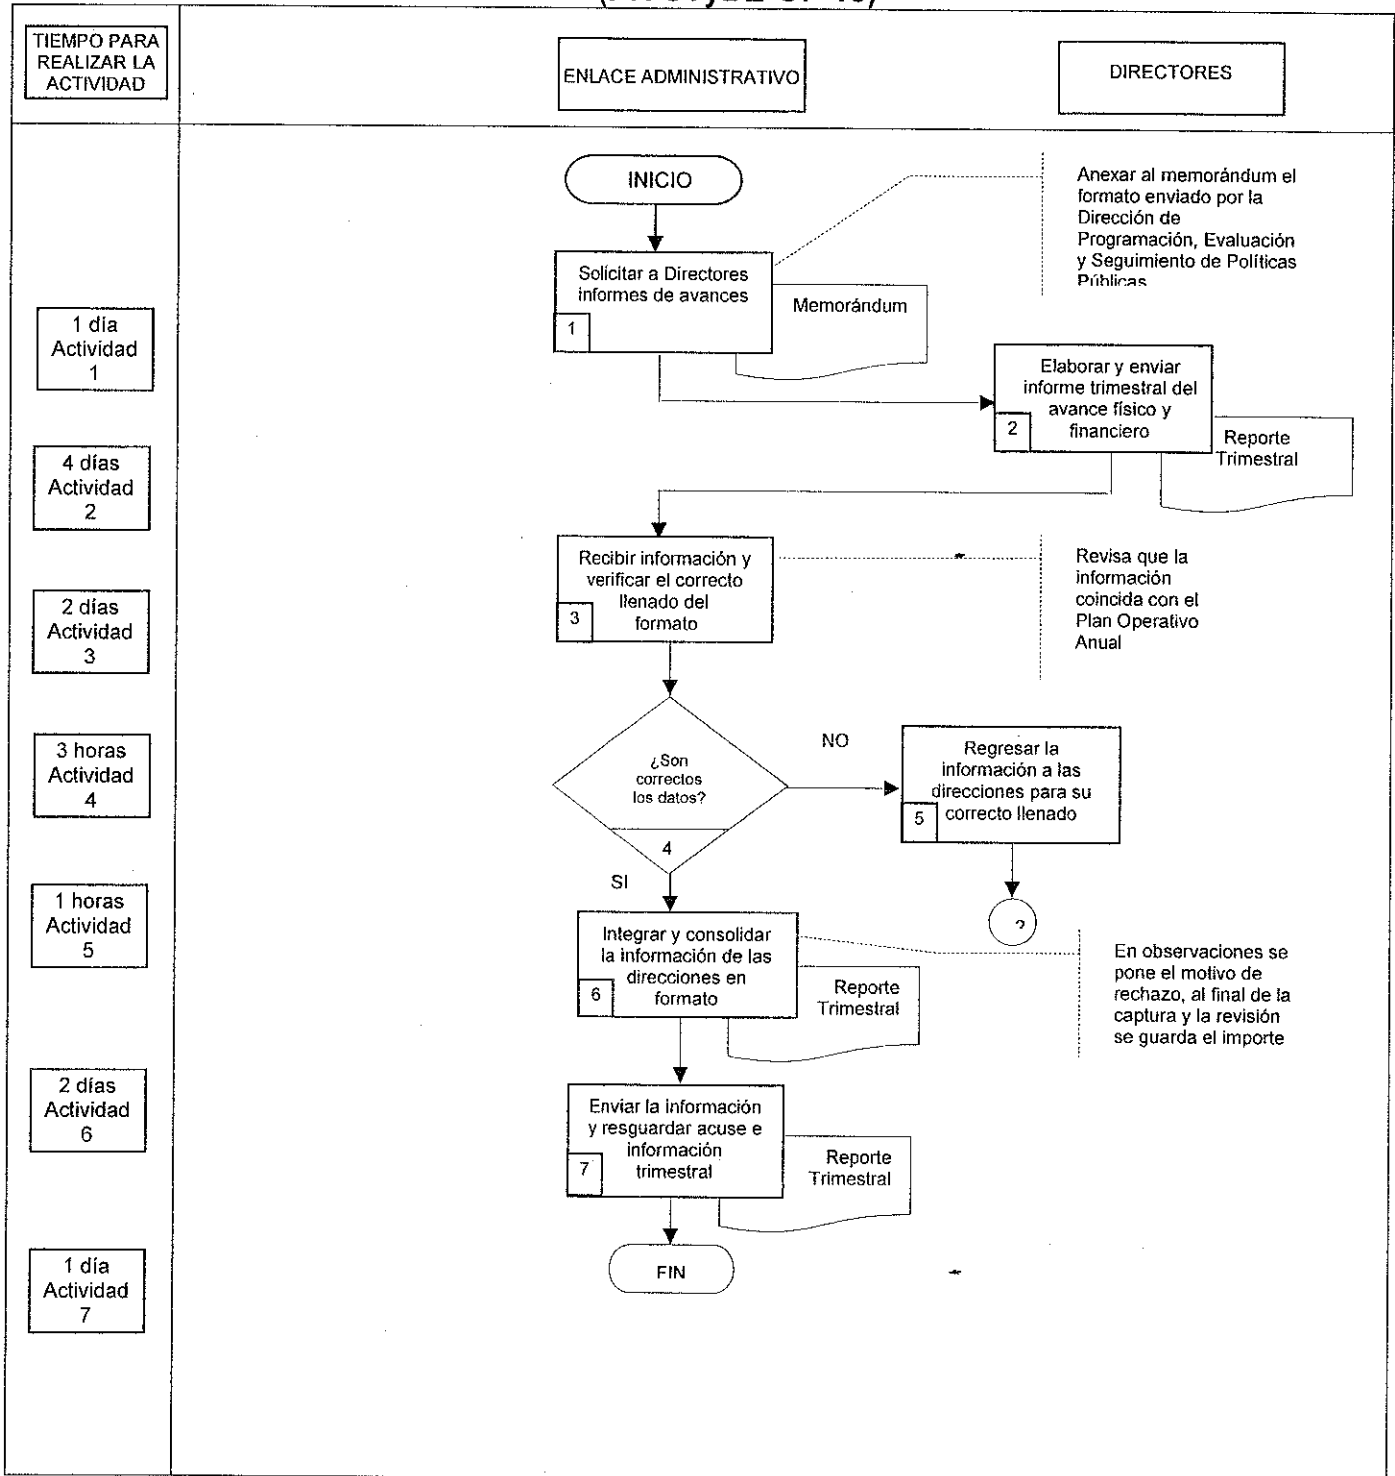 TIEMPO PARA
REALIZAR LA
ACTIVIDAD
ENLACE ADMINISTRATIVO
DIRECTORES
INICIO
Anexar al memorándum el
formato enviado por la
Dirección de
Programación, Evaluación
y Seguimiento de Políticas
Públicas
Solicitar a Directores
informes de avances
1
Memorándum
1 día
Actividad
1
Elaborar y enviar
informe trimestral del
avance físico y
financiero
2
Reporte
Trimestral
4 días
Actividad
2
Recibir información y
verificar el correcto
llenado del
formato
3
Revisa que la
información
coincida con el
Plan Operativo
Anual
2 días
Actividad
3
3 horas
Actividad
4
¿Son
correctos
los datos?
4
NO
Regresar la
información a las
direcciones para su
correcto llenado
5
SI
1 horas
Actividad
5
Integrar y consolidar
la información de las
direcciones en
formato
6
Reporte
Trimestral
En observaciones se
pone el motivo de
rechazo, al final de la
captura y la revisión
se guarda el importe
2 días
Actividad
6
Enviar la información
y resguardar acuse e
información
trimestral
7
Reporte
Trimestral
1 día
Actividad
7
FIN